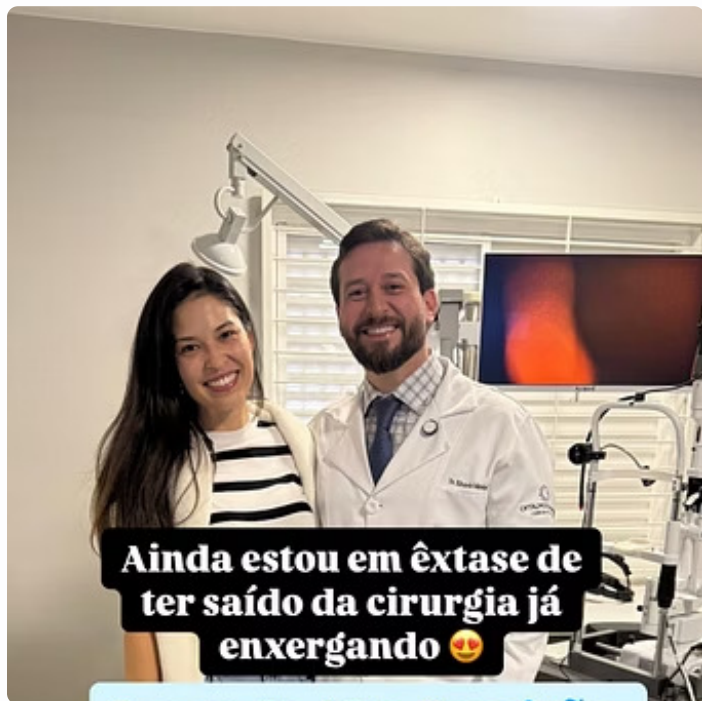 Ainda estou em êxtase de
ter saído da cirurgia já
enxergando 😍